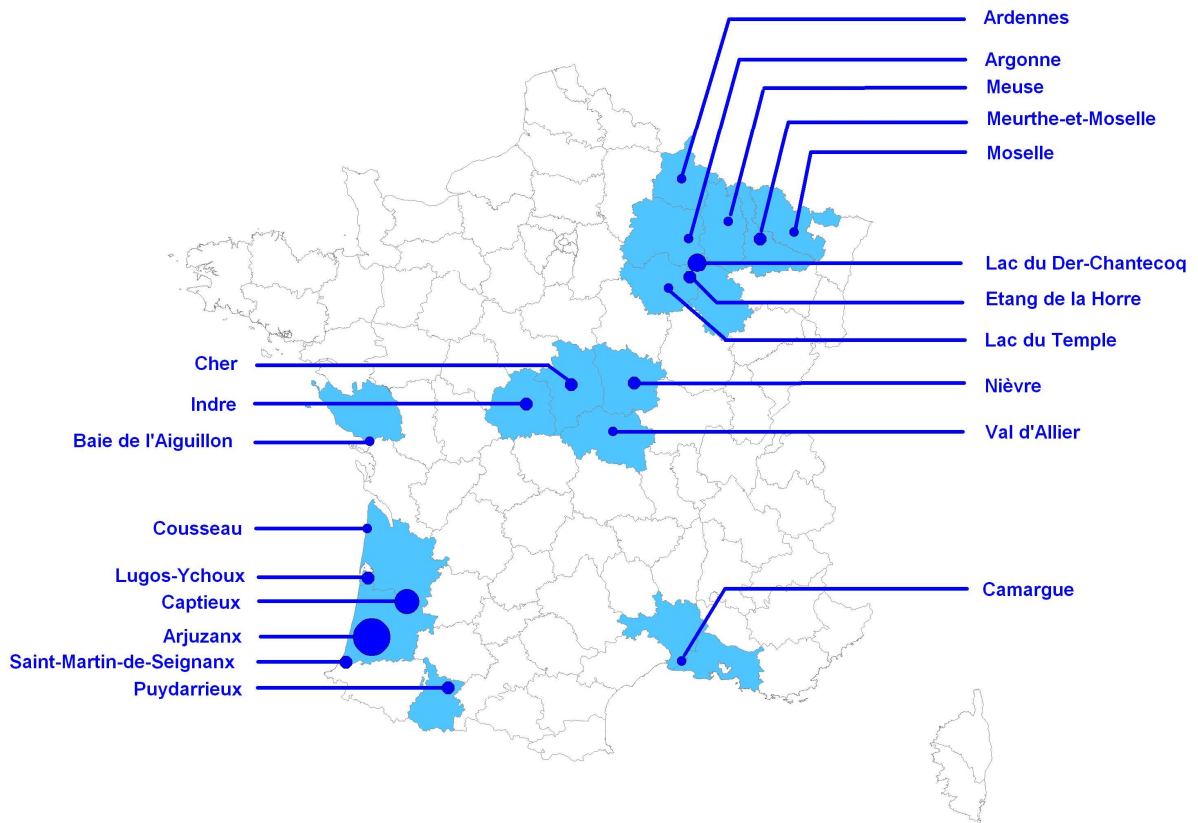 Ardennes
Argonne
Meuse
Meurthe-et-Moselle
Moselle
Lac du Der-Chantecoq
Etang de la Horre
Lac du Temple
Cher
Nièvre
Indre
Baie de l'Aiguillon
Val d'Allier
Cousseau
Lugos-Ychoux
Captieux
Camargue
Arjuzanx
Saint-Martin-de-Seignanx
Puydarrieux